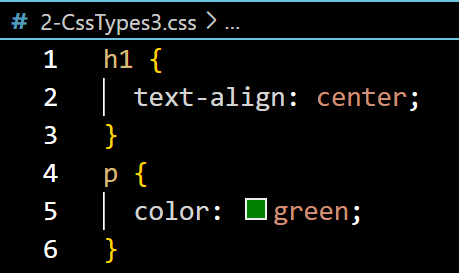 # 2-CssTypes3.css > ...
1 h1 {
2 text-align: center;
3 }
4 p {
5 color: green;
6 }